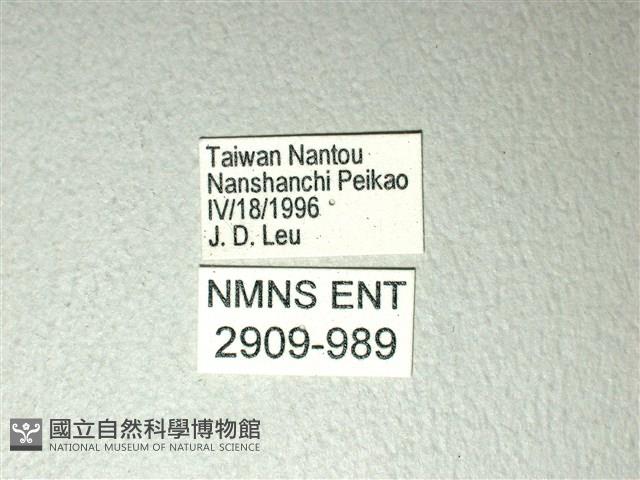 Taiwan Nantou
Nanshanchi Peikao
IV/18/1996
J. D. Leu
NMNS ENT
2909-989
國立自然科學博物館
NATIONAL MUSEUM OF NATURAL SCIENCE